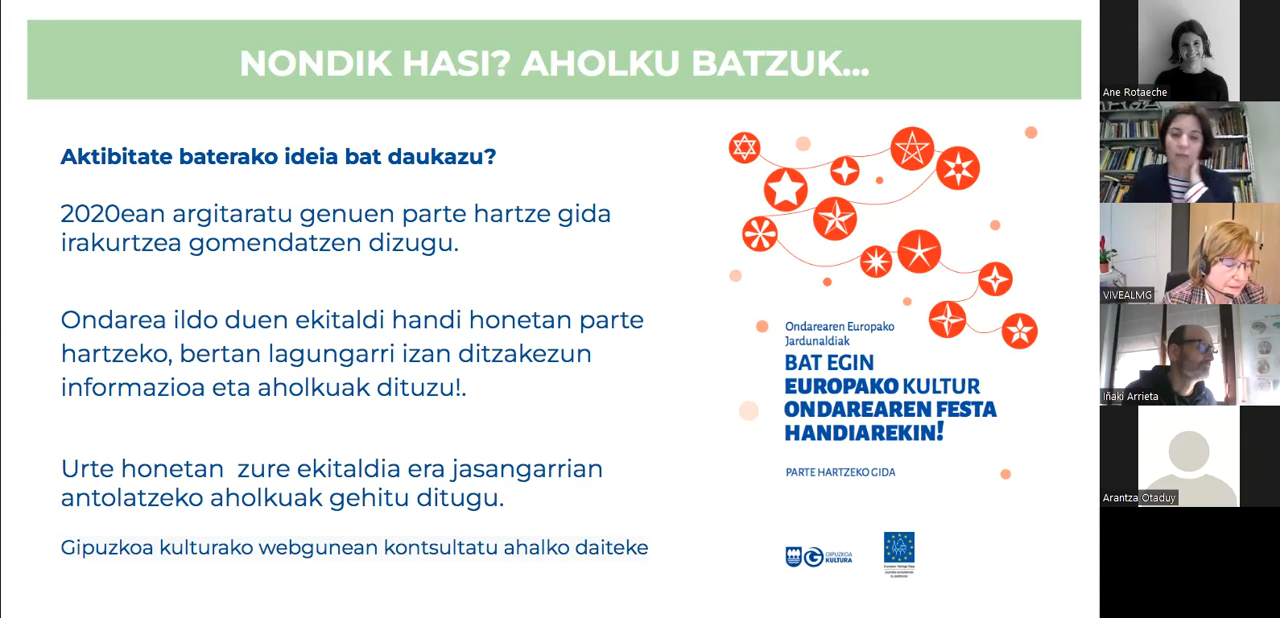 NONDIK HASI? AHOLKU BATZUK...
Aktibitate baterako ideia bat daukazu?
2020ean argitaratu genuen parte hartze gida
irakurtzea gomendatzen dizugu.
Ondarea ildo duen ekitaldi handi honetan parte
hartzeko, bertan lagungarri izan ditzakezun
informazioa eta aholkuak dituzu!.
Urte honetan zure ekitaldia era jasangarrian
antolatzeko aholkuak gehitu ditugu.
Gipuzkoa kulturako webgunean kontsultatu ahalko daiteke
Ondarearen Europako
Jardunaldiak
BAT EGIN
EUROPAKO KULTUR
ONDAREAREN FESTA
HANDIAREKIN!
PARTE HARTZEKO GIDA
GIPUZKOA
KULTURA
Ane Rotaeche
VIVEALMG
Iñaki Arrieta
Arantza Otaduy